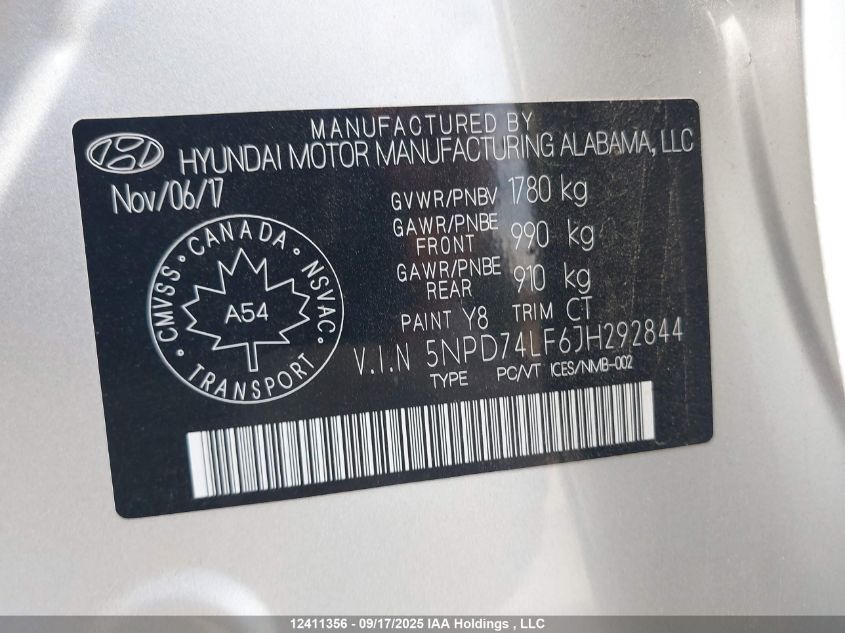 MANUFACTURED BY
HYUNDAI MOTOR MANUFACTURING ALABAMA, LLC
Nov/06/17
GVWR/PNBV 1780 kg
GAWR/PNBE FRONT 990 kg
GAWR/PNBE REAR 910 kg
PAINT Y8 TRIM CT
V.I.N 5NPD74LF6JH292844
TYPE PC/VT ICES/NMB-002
CMVSS · CANADA · NSVAC · TRANSPORT
A54
12411356 - 09/17/2025 IAA Holdings , LLC